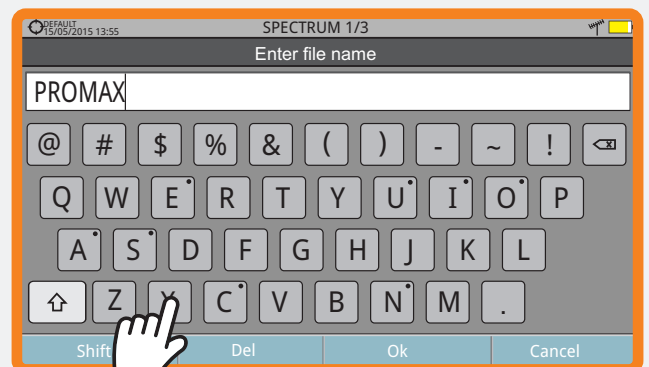 DEFAULT
15/05/2015 13:55 SPECTRUM 1/3
Enter file name
PROMAX
@ # $ % & ( ) - ~ !
Q W E R T Y U I O P
A S D F G H J K L
Z X C V B N M .
Shift Del Ok Cancel